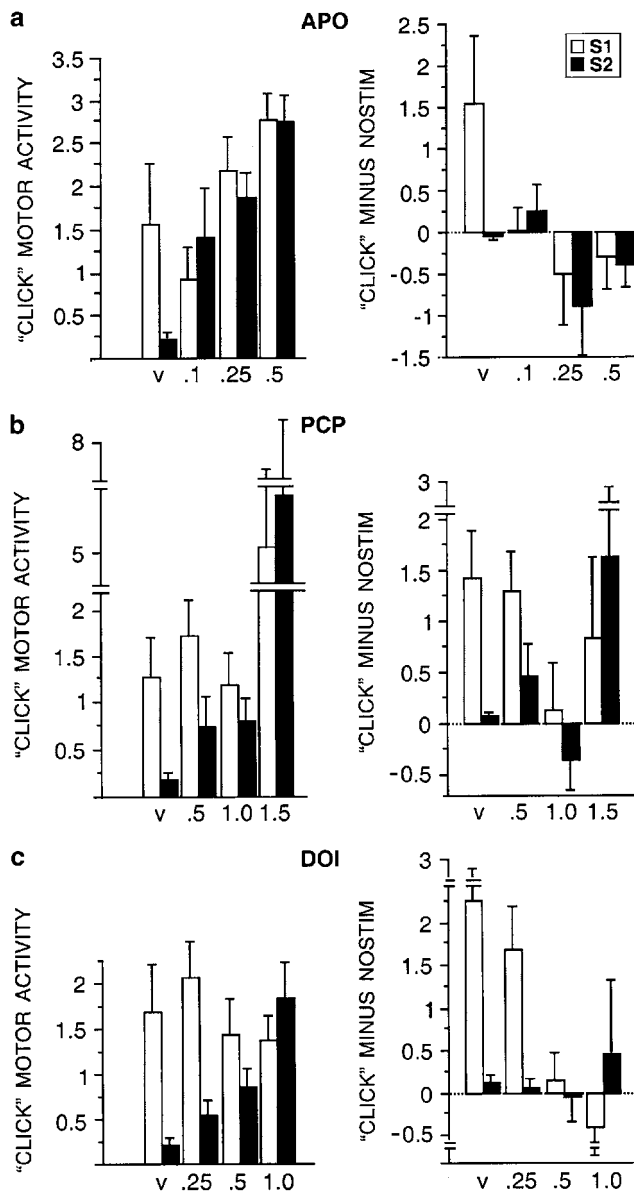 a
APO
"CLICK" MOTOR ACTIVITY
3.5
3
2.5
2
1.5
1
0.5
v .1 .25 .5
"CLICK" MINUS NOSTIM
2.5
2
1.5
1
0.5
0
-0.5
-1
-1.5
v .1 .25 .5
S1
S2
b
PCP
"CLICK" MOTOR ACTIVITY
8
5
2
1.5
1
0.5
v .5 1.0 1.5
"CLICK" MINUS NOSTIM
3
2
1.5
1
0.5
0
-0.5
v .5 1.0 1.5
c
DOI
"CLICK" MOTOR ACTIVITY
2
1.5
1
0.5
v .25 .5 1.0
"CLICK" MINUS NOSTIM
3
2
1.5
1
0.5
0
-0.5
v .25 .5 1.0